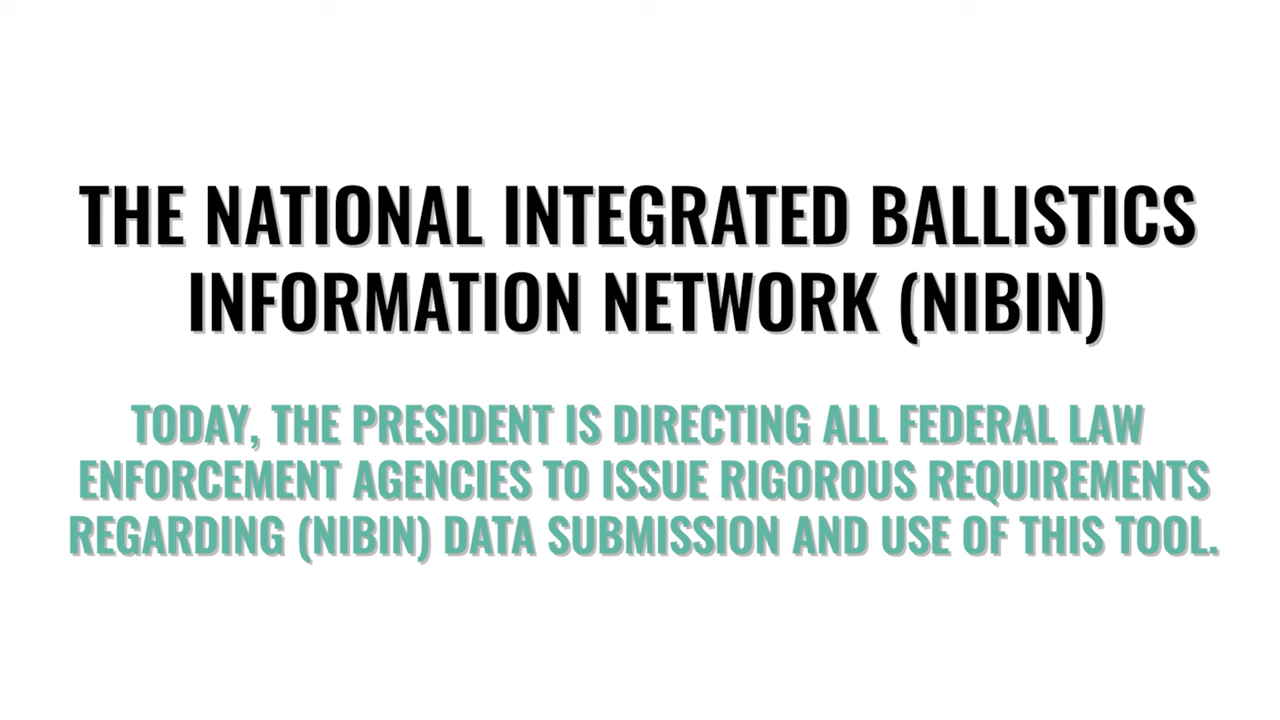 THE NATIONAL INTEGRATED BALLISTICS
INFORMATION NETWORK (NIBIN)
TODAY, THE PRESIDENT IS DIRECTING ALL FEDERAL LAW
ENFORCEMENT AGENCIES TO ISSUE RIGOROUS REQUIREMENTS
REGARDING (NIBIN) DATA SUBMISSION AND USE OF THIS TOOL.